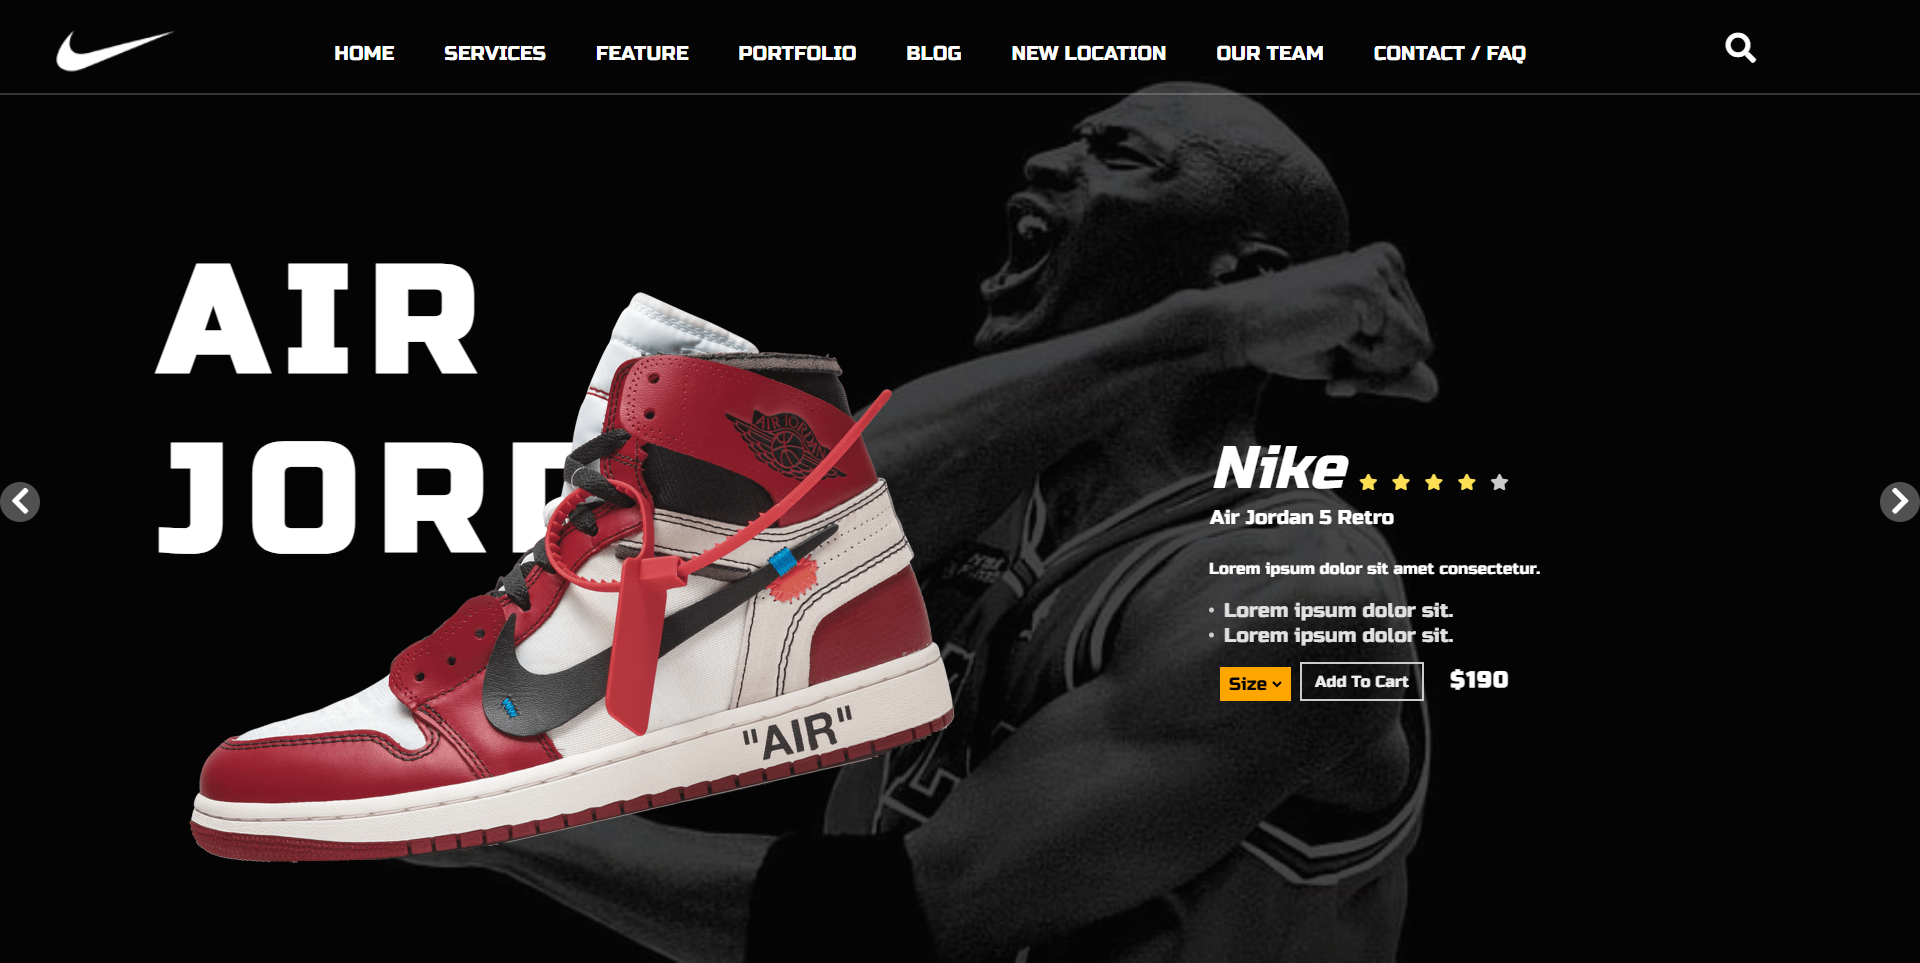 HOME SERVICES FEATURE PORTFOLIO BLOG NEW LOCATION OUR TEAM CONTACT / FAQ
AIR
JORD
AIR JORDAN
"AIR"
Nike
Air Jordan 5 Retro
Lorem ipsum dolor sit amet consectetur.
• Lorem ipsum dolor sit.
• Lorem ipsum dolor sit.
Size Add To Cart $190